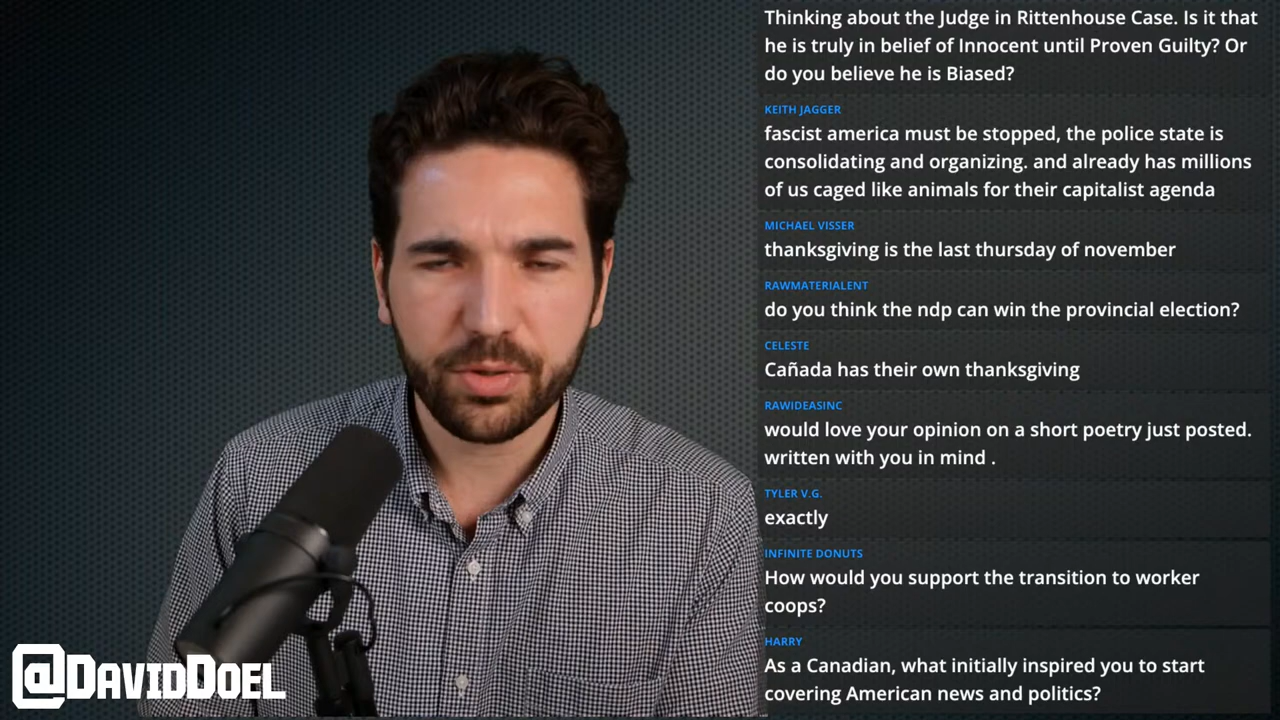 Thinking about the Judge in Rittenhouse Case. Is it that
he is truly in belief of Innocent until Proven Guilty? Or
do you believe he is Biased?
KEITH JAGGER
fascist america must be stopped, the police state is
consolidating and organizing. and already has millions
of us caged like animals for their capitalist agenda
MICHAEL VISSER
thanksgiving is the last thursday of november
RAWMATERIALENT
do you think the ndp can win the provincial election?
CELESTE
Cañada has their own thanksgiving
RAWIDEASINC
would love your opinion on a short poetry just posted.
written with you in mind .
TYLER V.G.
exactly
INFINITE DONUTS
How would you support the transition to worker
coops?
HARRY
As a Canadian, what initially inspired you to start
covering American news and politics?
@DAVIDDOEL